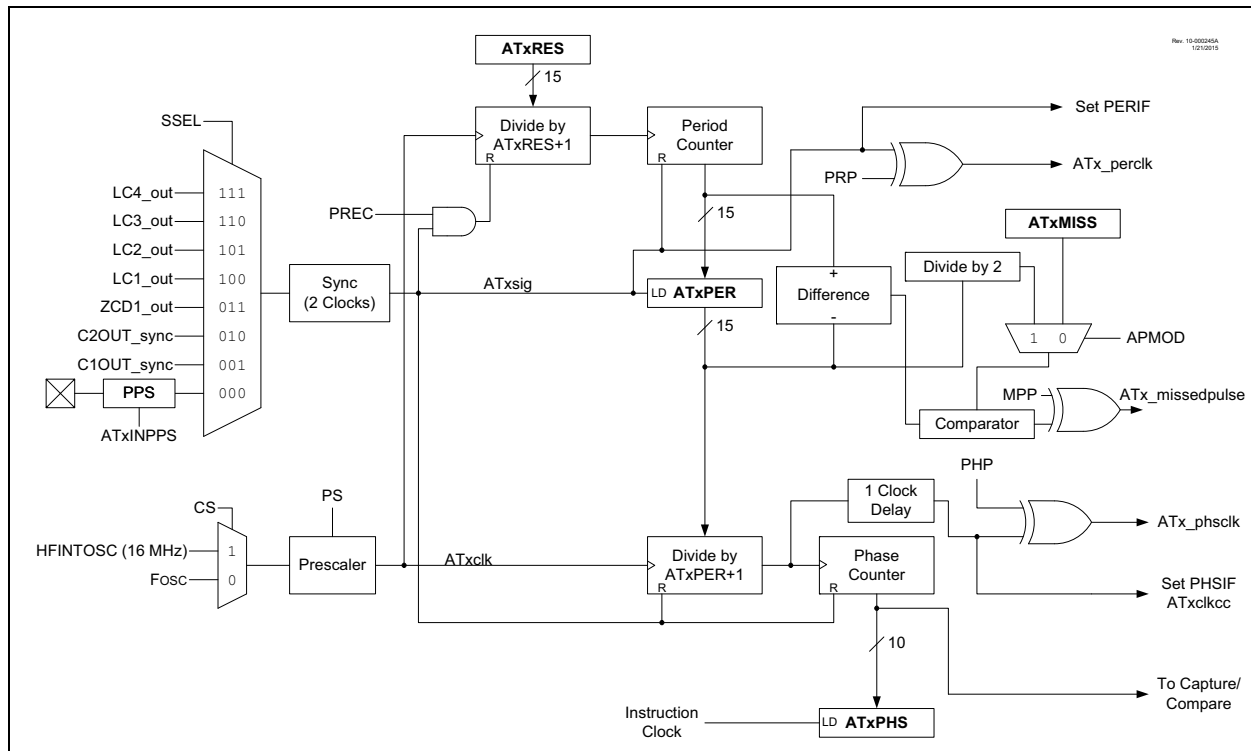 Rev. 10-000245A
1/21/2015
ATxRES
15
Set PERIF
SSEL
Divide by
ATxRES+1
R
Period
Counter
R
ATx_perclk
PRP
LC4_out
111
LC3_out
110
PREC
15
ATxMISS
LC2_out
101
LC1_out
100
Sync
(2 Clocks)
ATxsig
LD
ATxPER
+
Difference
-
Divide by 2
ZCD1_out
011
C2OUT_sync
010
15
1
0
APMOD
C1OUT_sync
001
PPS
000
MPP
ATx_missedpulse
Comparator
ATxINPPS
PHP
CS
PS
1 Clock
Delay
ATx_phsclk
HFINTOSC (16 MHz)
1
FOSC
0
Prescaler
ATxclk
Divide by
ATxPER+1
R
Phase
Counter
R
Set PHSIF
ATxclkcc
10
To Capture/
Compare
Instruction
Clock
LD
ATxPHS